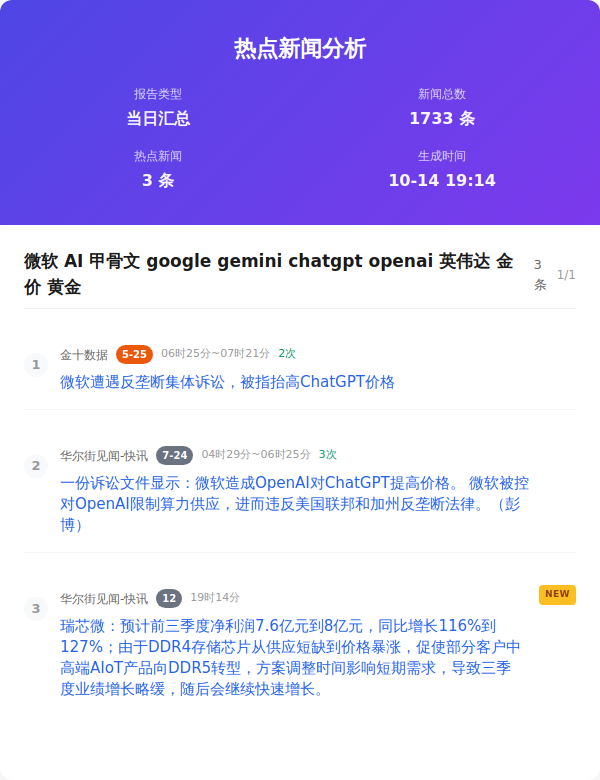 热点新闻分析
报告类型
当日汇总
新闻总数
1733 条
热点新闻
3 条
生成时间
10-14 19:14
微软 AI 甲骨文 google gemini chatgpt openai 英伟达 金
价 黄金
3
条
1/1
1
金十数据 5-25 06时25分~07时21分 2次
微软遭遇反垄断集体诉讼，被指抬高ChatGPT价格
2
华尔街见闻-快讯 7-24 04时29分~06时25分 3次
一份诉讼文件显示：微软造成OpenAI对ChatGPT提高价格。 微软被控
对OpenAI限制算力供应，进而违反美国联邦和加州反垄断法律。（彭
博）
3
华尔街见闻-快讯 12 19时14分
NEW
瑞芯微：预计前三季度净利润7.6亿元到8亿元，同比增长116%到
127%；由于DDR4存储芯片从供应短缺到价格暴涨，促使部分客户中
高端AIoT产品向DDR5转型，方案调整时间影响短期需求，导致三季
度业绩增长略缓，随后会继续快速增长。